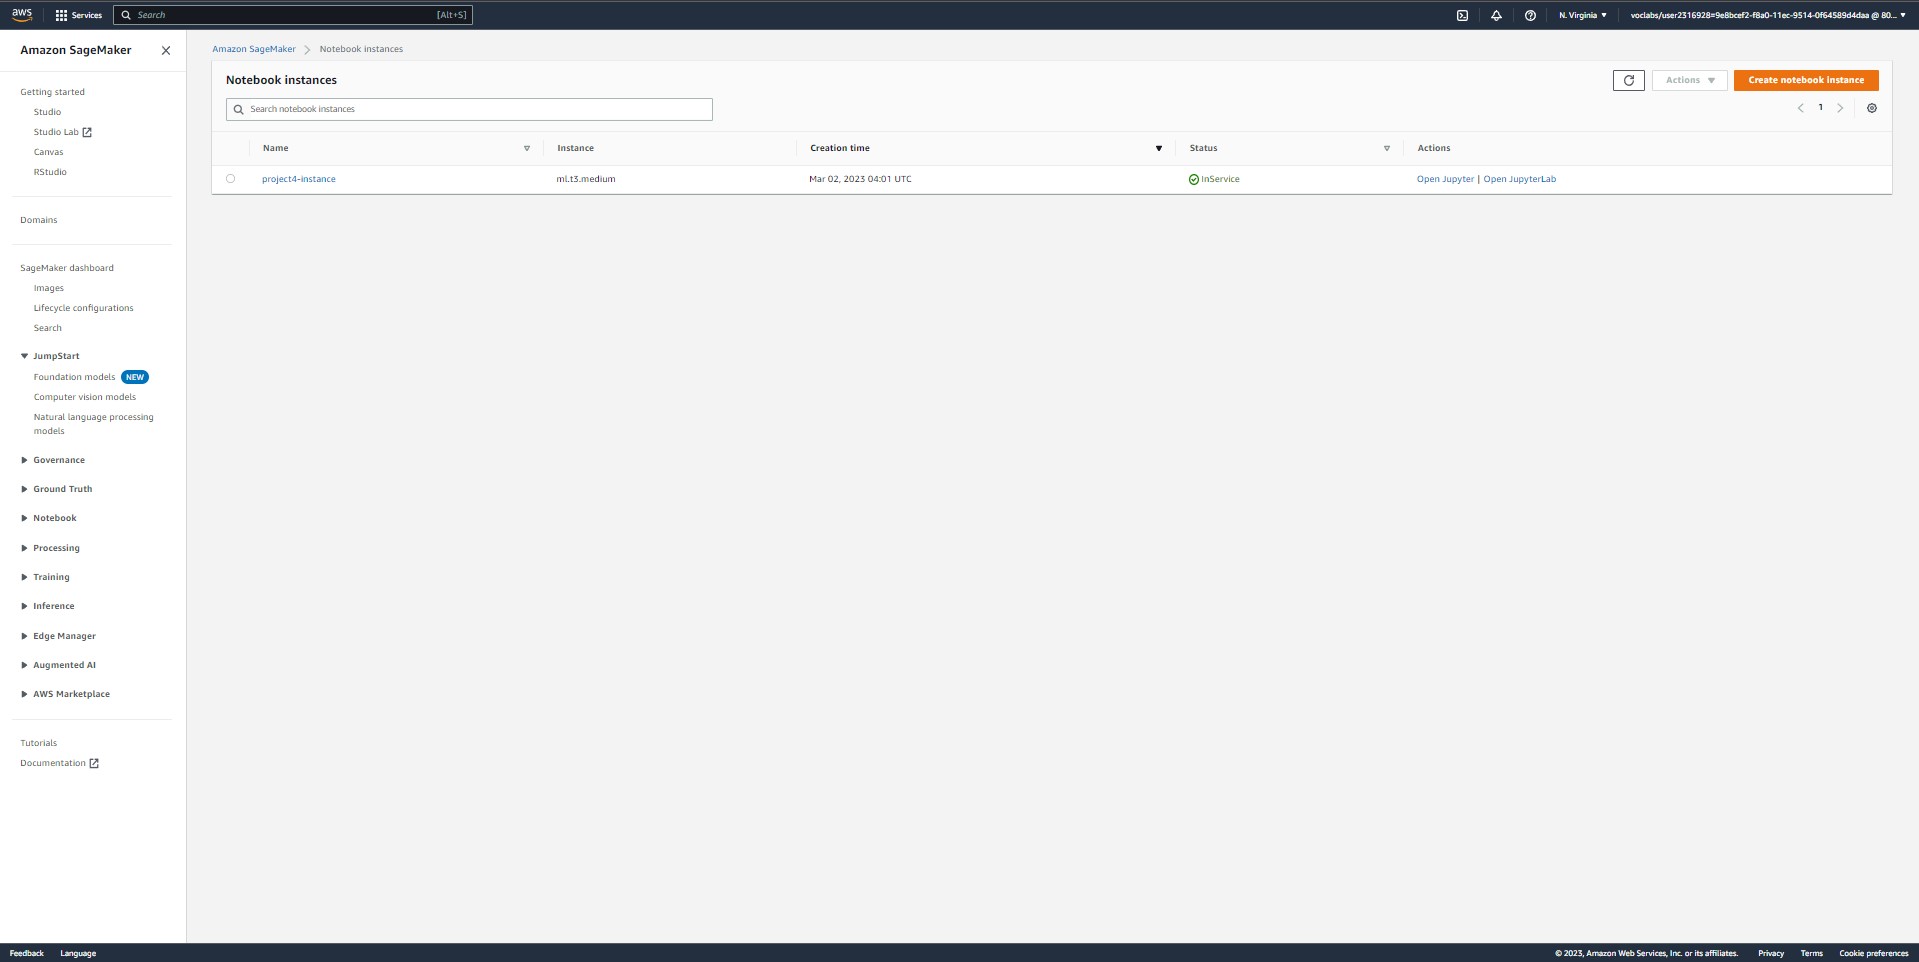 aws Services Search [Alt+S] N. Virginia voclabs/user2316928=9e8bcef2-f8a0-11ec-9514-0f64589d4daa @ 80...
Amazon SageMaker
Getting started
Studio
Studio Lab
Canvas
RStudio
Domains
SageMaker dashboard
Images
Lifecycle configurations
Search
JumpStart
Foundation models NEW
Computer vision models
Natural language processing
models
Governance
Ground Truth
Notebook
Processing
Training
Inference
Edge Manager
Augmented AI
AWS Marketplace
Tutorials
Documentation
Amazon SageMaker Notebook instances
Notebook instances Actions Create notebook instance
Search notebook instances 1
Name Instance Creation time Status Actions
project4-instance ml.t3.medium Mar 02, 2023 04:01 UTC InService Open Jupyter | Open JupyterLab
Feedback Language © 2023, Amazon Web Services, Inc. or its affiliates. Privacy Terms Cookie preferences